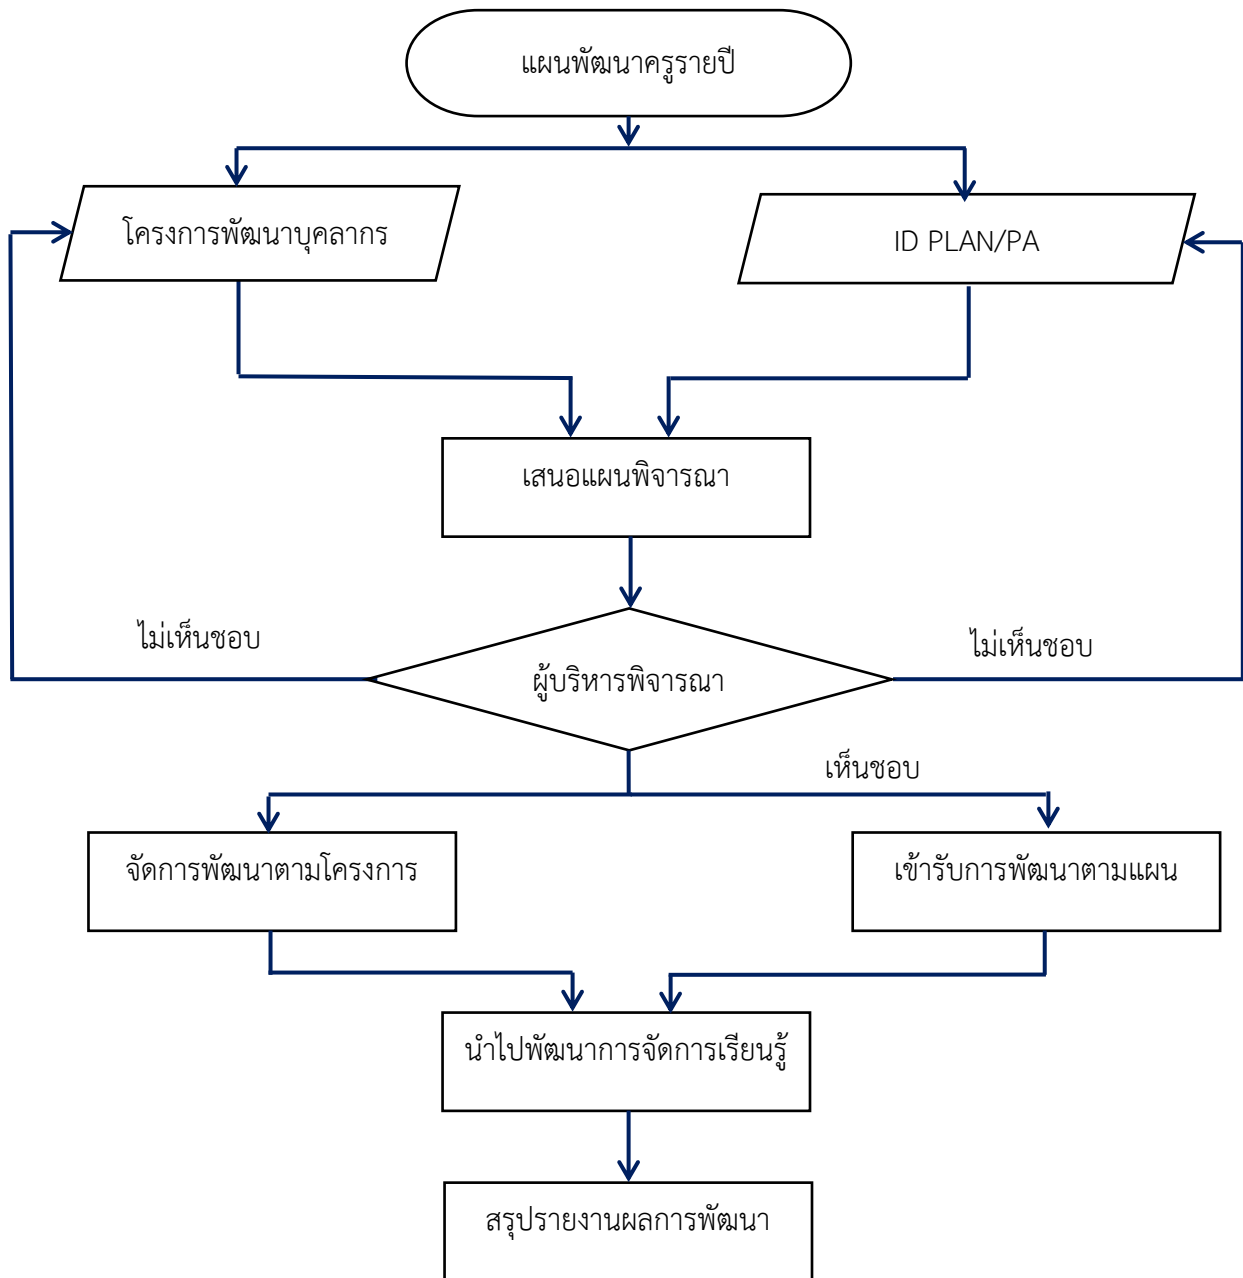 แผนพัฒนาครูรายปี
โครงการพัฒนาบุคลากร
ID PLAN/PA
เสนอแผนพิจารณา
ไม่เห็นชอบ
ไม่เห็นชอบ
ผู้บริหารพิจารณา
เห็นชอบ
จัดการพัฒนาตามโครงการ
เข้ารับการพัฒนาตามแผน
นำไปพัฒนาการจัดการเรียนรู้
สรุปรายงานผลการพัฒนา